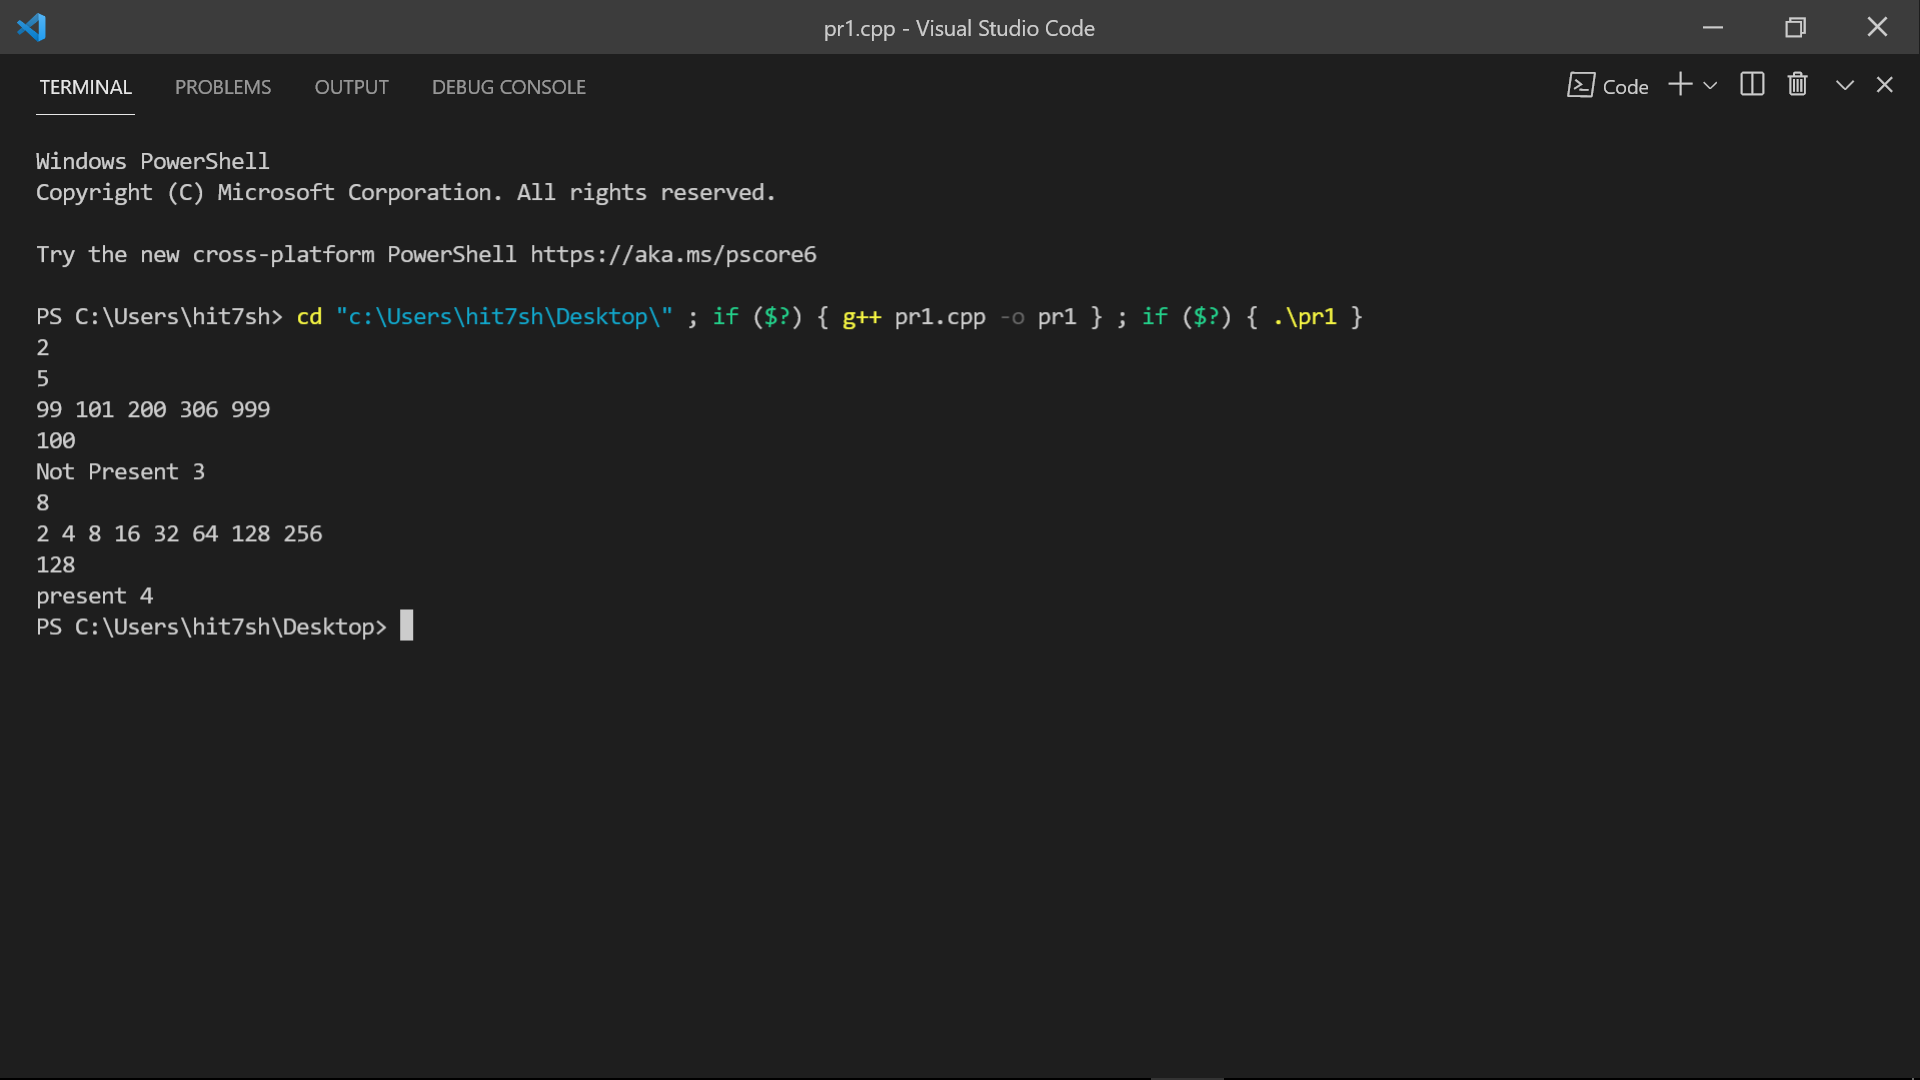 pr1.cpp - Visual Studio Code
TERMINAL PROBLEMS OUTPUT DEBUG CONSOLE Code
Windows PowerShell
Copyright (C) Microsoft Corporation. All rights reserved.
Try the new cross-platform PowerShell https://aka.ms/pscore6
PS C:\Users\hit7sh> cd "c:\Users\hit7sh\Desktop\" ; if ($?) { g++ pr1.cpp -o pr1 } ; if ($?) { .\pr1 }
2
5
99 101 200 306 999
100
Not Present 3
8
2 4 8 16 32 64 128 256
128
present 4
PS C:\Users\hit7sh\Desktop>